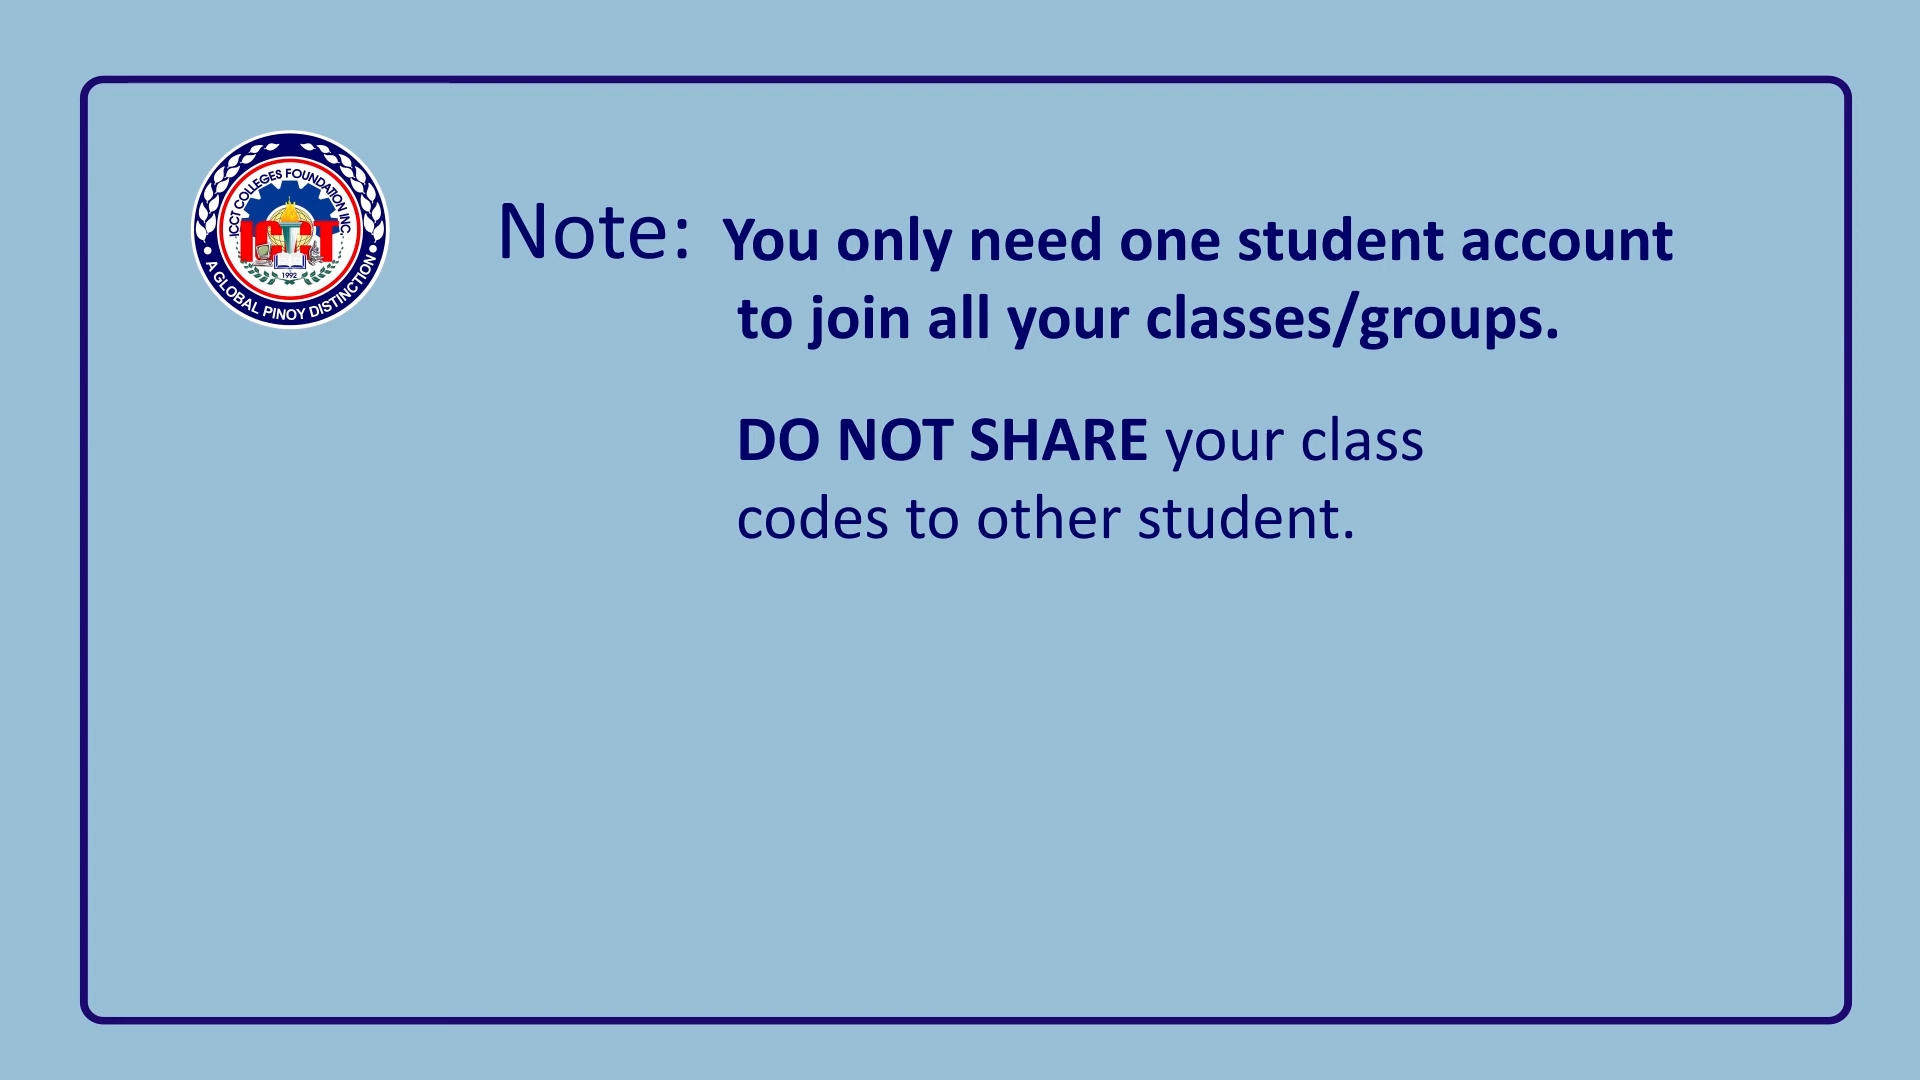 ICCT COLLEGES FOUNDATION INC.
ICCT
1992
A GLOBAL PINOY DISTINCTION
Note: You only need one student account
to join all your classes/groups.
DO NOT SHARE your class
codes to other student.